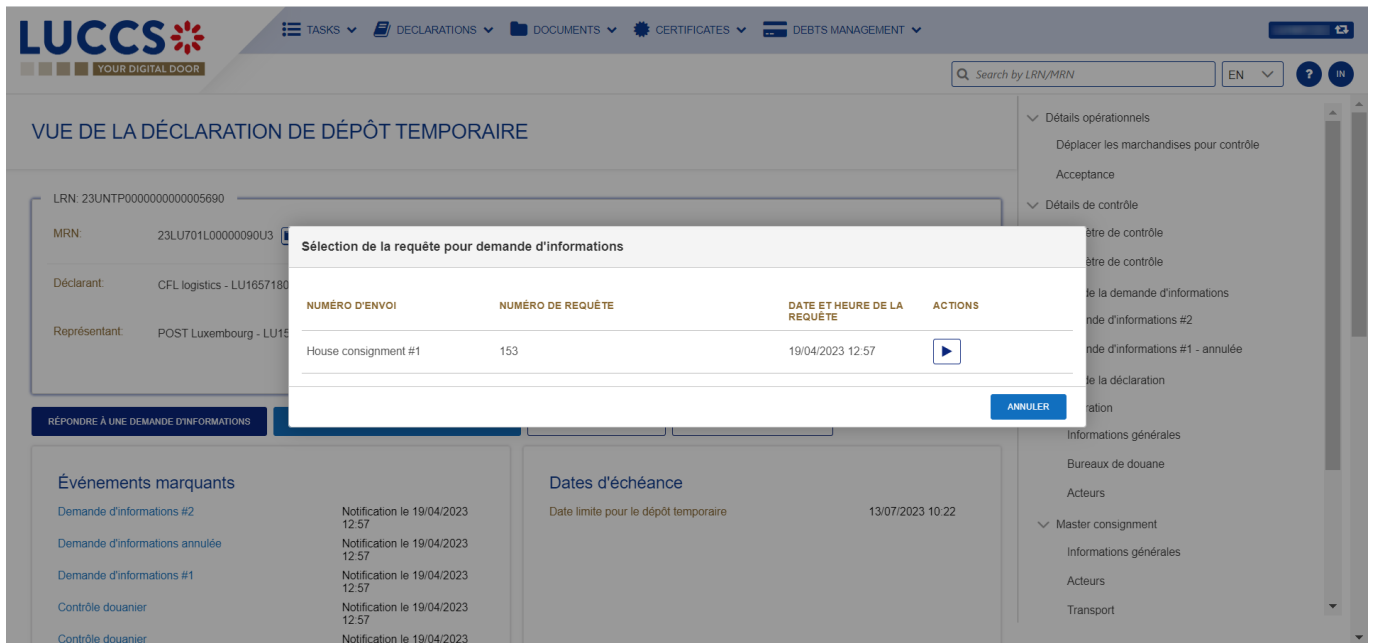 LUCCS
YOUR DIGITAL DOOR
TASKS
DECLARATIONS
DOCUMENTS
CERTIFICATES
DEBTS MANAGEMENT
Search by LRN/MRN
EN
?
IN
VUE DE LA DÉCLARATION DE DÉPÔT TEMPORAIRE
LRN: 23UNTP0000000000005690
MRN: 23LU701L00000090U3
Déclarant: CFL logistics - LU1657180
Représentant: POST Luxembourg - LU15
Sélection de la requête pour demande d'informations
NUMÉRO D'ENVOI NUMÉRO DE REQUÊTE DATE ET HEURE DE LA ACTIONS
REQUÊTE
House consignment #1 153 19/04/2023 12:57
ANNULER
RÉPONDRE À UNE DEMANDE D'INFORMATIONS
Événements marquants
Demande d'informations #2 Notification le 19/04/2023
12:57
Demande d'informations annulée Notification le 19/04/2023
12:57
Demande d'informations #1 Notification le 19/04/2023
12:57
Contrôle douanier Notification le 19/04/2023
12:57
Contrôle douanier Notification le 19/04/2023
Dates d'échéance
Date limite pour le dépôt temporaire 13/07/2023 10:22
Détails opérationnels
Déplacer les marchandises pour contrôle
Acceptance
Détails de contrôle
ètre de contrôle
ètre de contrôle
de la demande d'informations
nde d'informations #2
nde d'informations #1 - annulée
de la déclaration
ration
Informations générales
Bureaux de douane
Acteurs
Master consignment
Informations générales
Acteurs
Transport